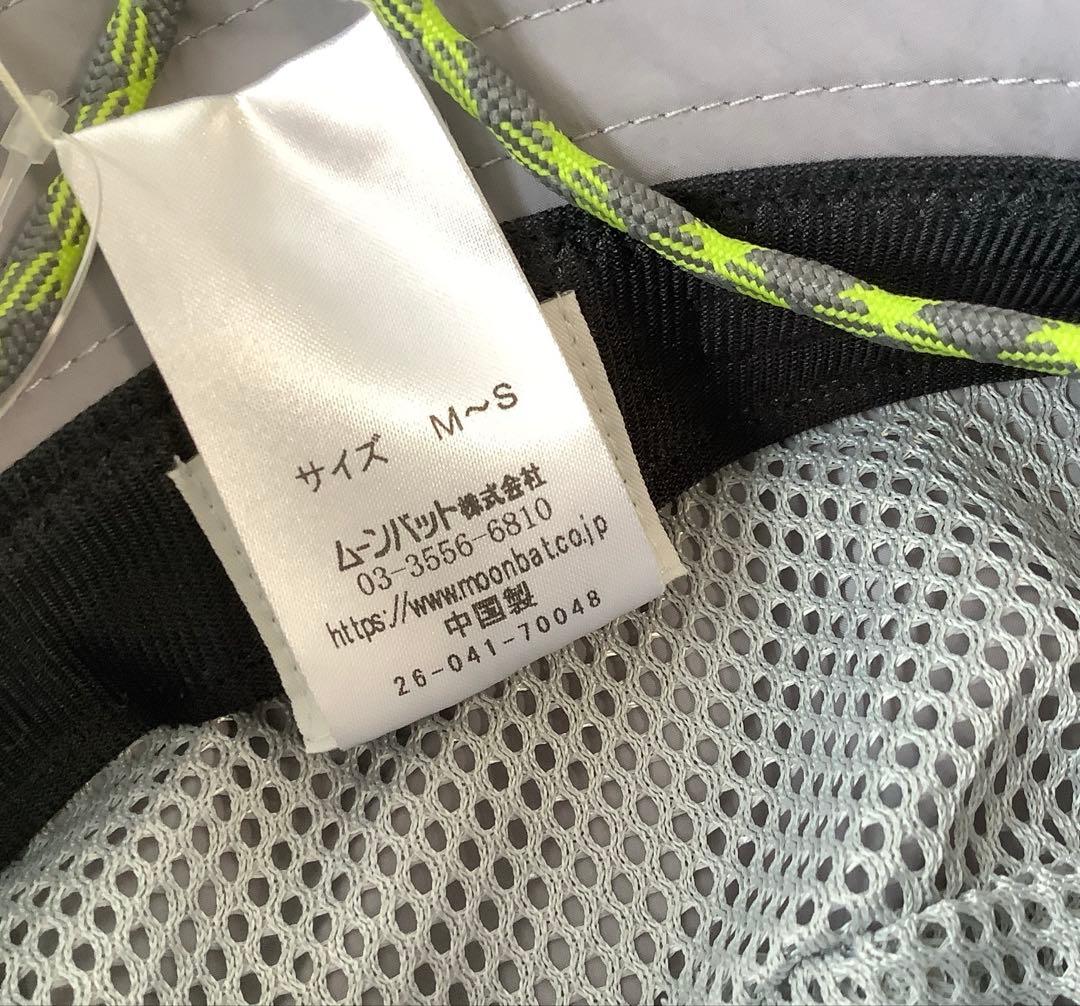 サイズ M～S
ムーンバット株式会社
03-3556-6810
https://www.moonbat.co.jp
中国製
26-041-70048